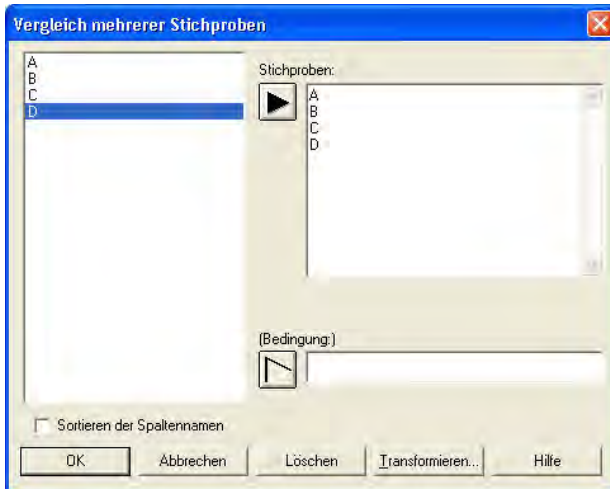 Vergleich mehrerer Stichproben
A
B
C
D
Stichproben:
A
B
C
D
(Bedingung:)
Sortieren der Spaltennamen
OK
Abbrechen
Löschen
Transformieren...
Hilfe